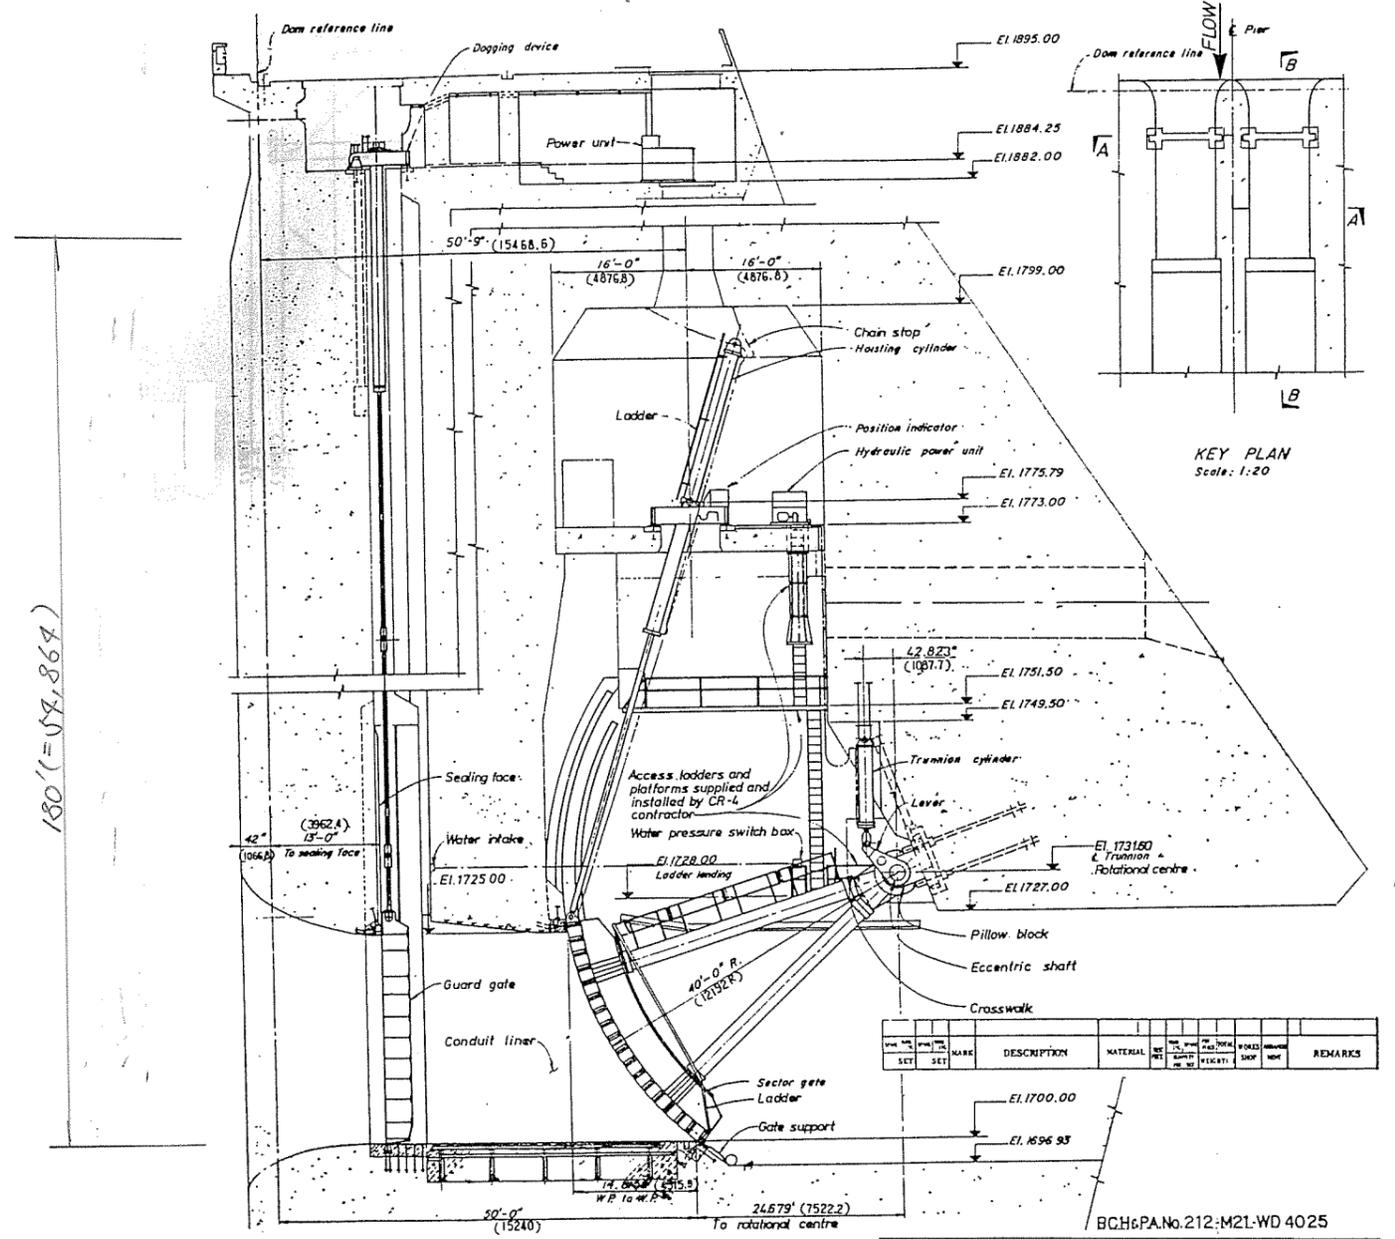 Dam reference line
Dogging device
Power unit
El. 1895.00
El. 1884.25
El. 1882.00
FLOW
℄ Pier
Dam reference line
B
A
A
B
KEY PLAN
Scale: 1:20
50'-9" (15468.6)
16'-0"
(4876.8)
16'-0"
(4876.8)
El. 1799.00
Chain stop
Hoisting cylinder
Ladder
Position indicator
Hydraulic power unit
El. 1775.79
El. 1773.00
180' (=54,864)
42.823"
(1087.7)
El. 1751.50
El. 1749.50
Sealing face
Trunnion cylinder
Access ladders and
platforms supplied and
installed by CR-4
contractor
Lever
Water pressure switch box
42"
(1066.8)
(3962.4)
13'-0"
To sealing face
Water intake
El. 1725.00
El. 1728.00
Ladder landing
El. 1731.50
℄ Trunnion
Rotational centre
El. 1727.00
Pillow block
Eccentric shaft
Crosswalk
Guard gate
40'-0" R.
(12192 R)
Conduit liner
SET
SET
MARK
DESCRIPTION
MATERIAL
WORKS
SHOP
REMARKS
Sector gate
Ladder
Gate support
El. 1700.00
El. 1696.93
W.P. to W.P.
50'-0"
(15240)
24.679' (7522.2)
To rotational centre
B.C.H.&P.A. No. 212-M21-WD 4025